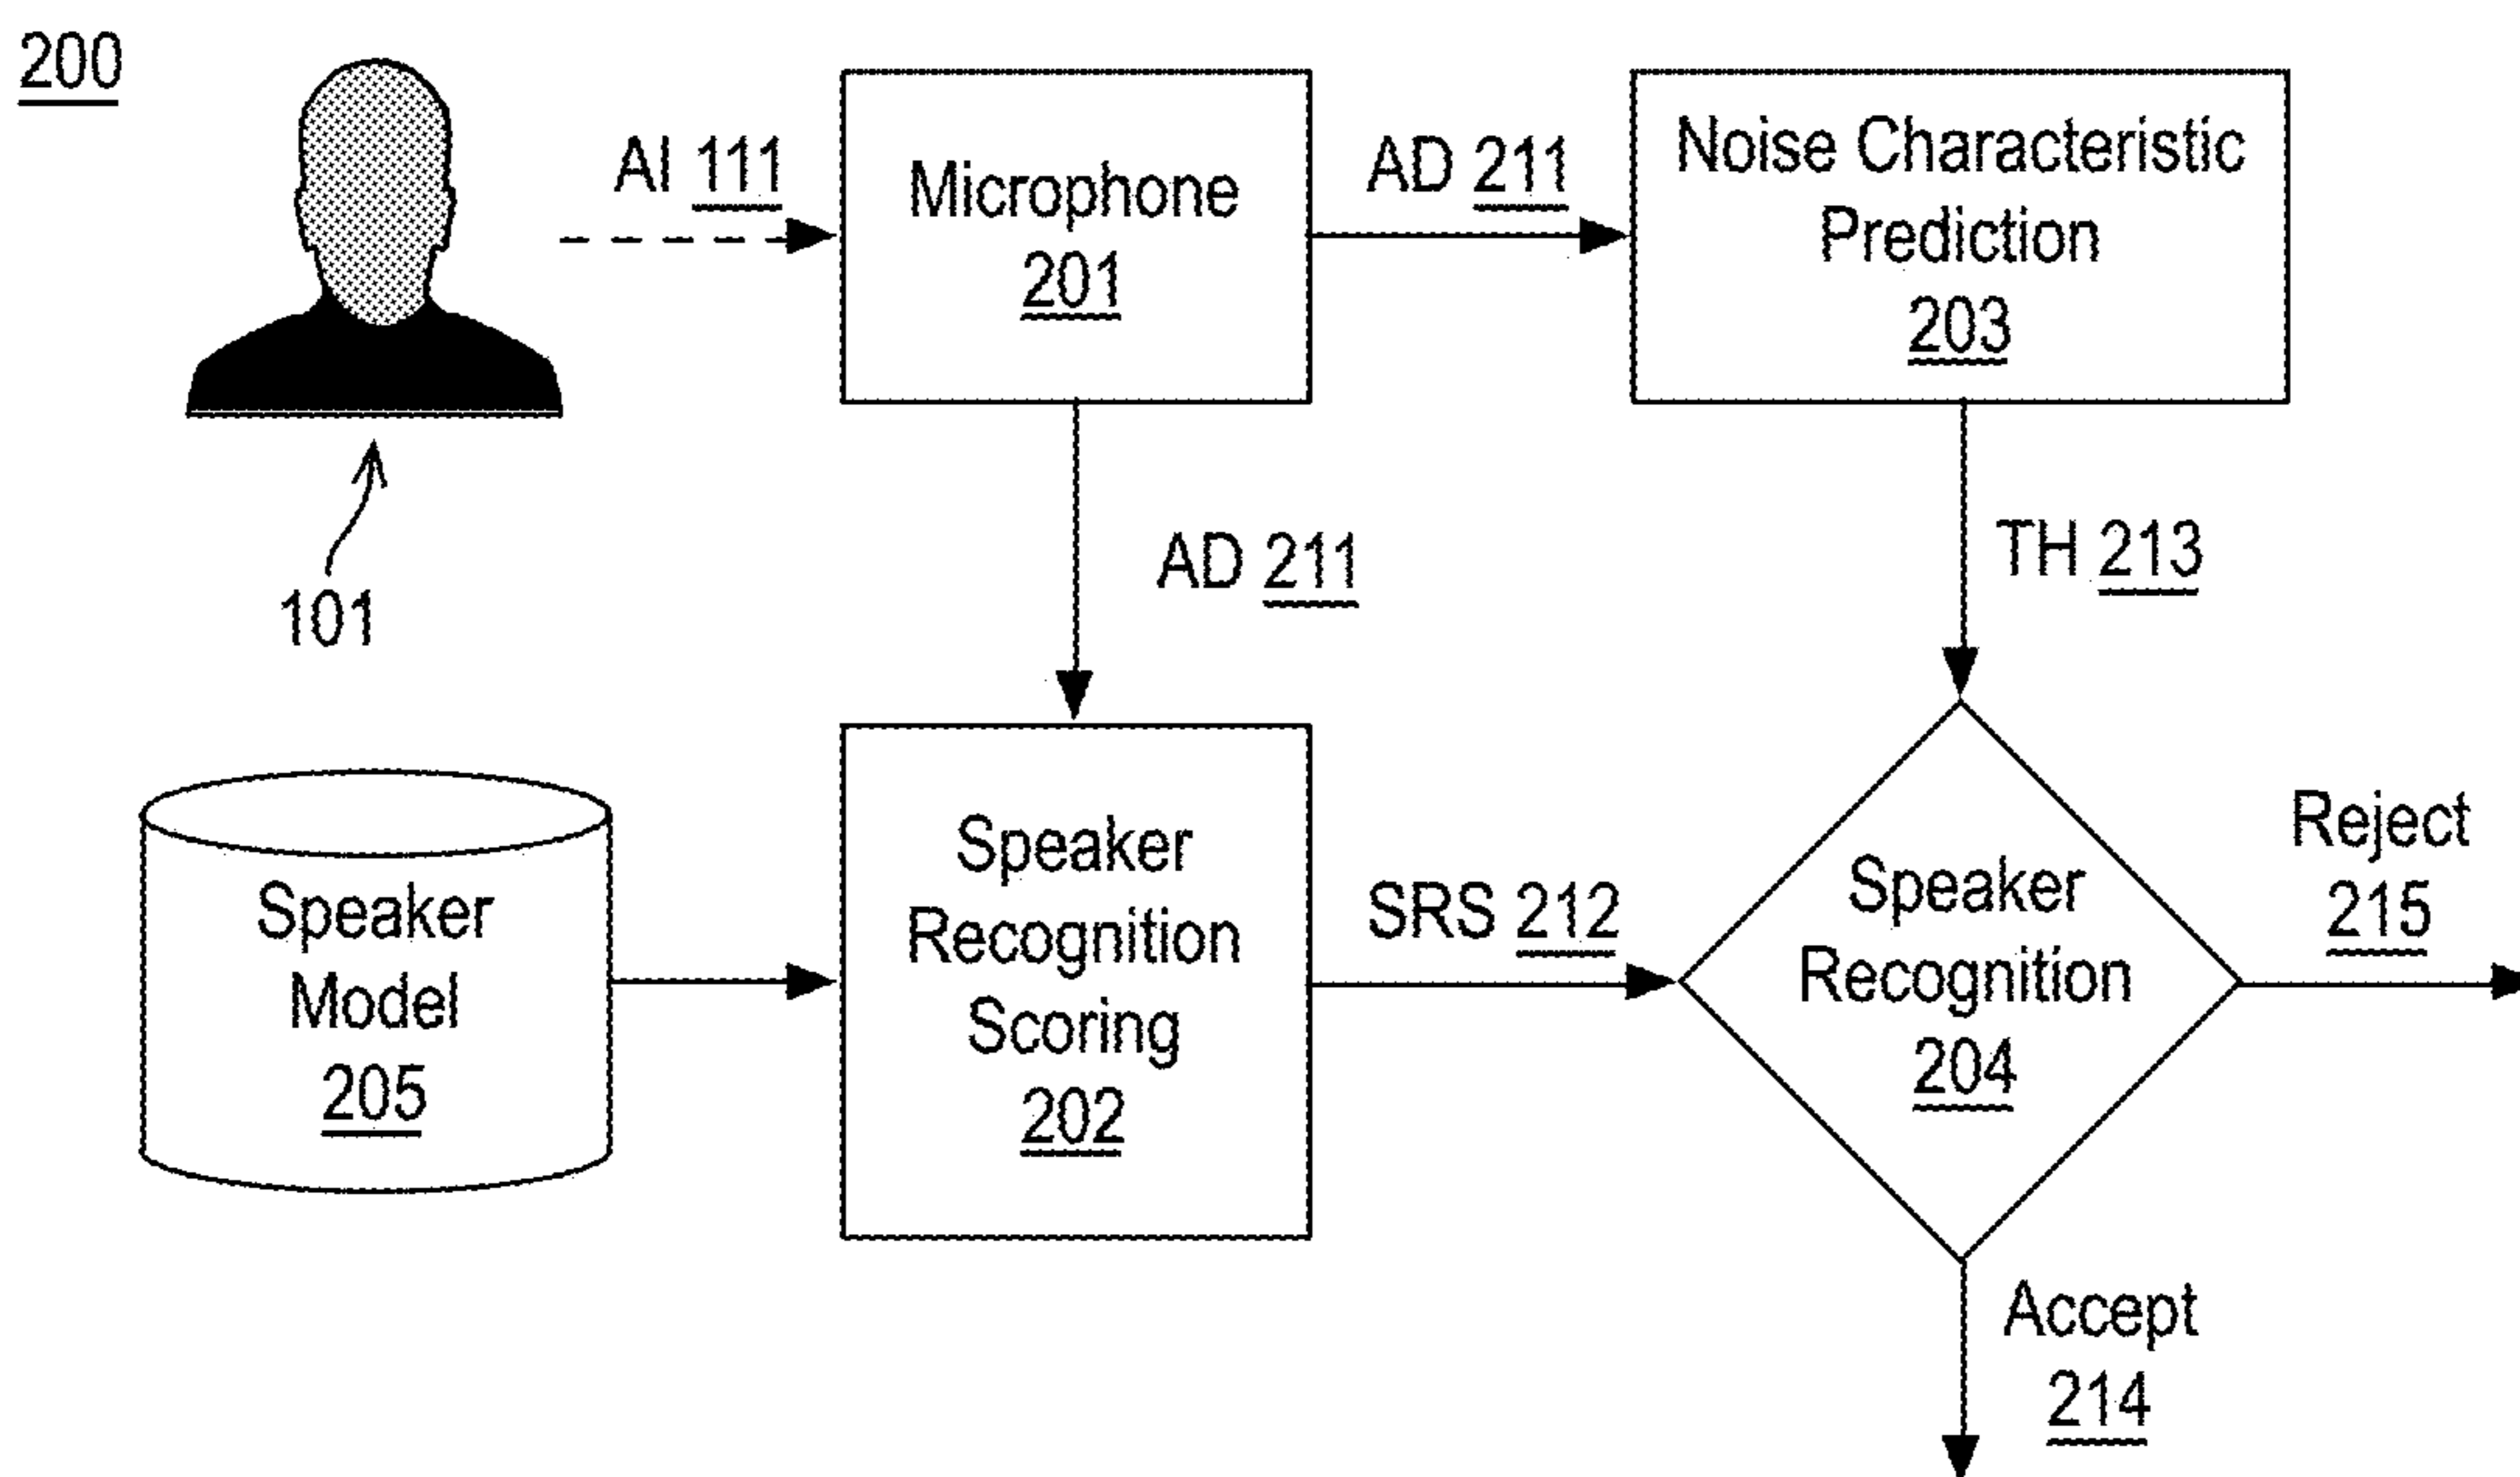 200
AI 111
Microphone
201
AD 211
Noise Characteristic
Prediction
203
101
AD 211
TH 213
Speaker
Model
205
Speaker
Recognition
Scoring
202
SRS 212
Speaker
Recognition
204
Reject
215
Accept
214